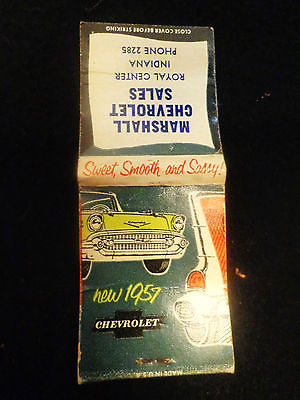 CLOSE COVER BEFORE STRIKING
MARSHALL
CHEVROLET
SALES
ROYAL CENTER
INDIANA
PHONE 2285
Sweet, Smooth and Sassy!
new 1957
CHEVROLET
MADE IN U.S.A.